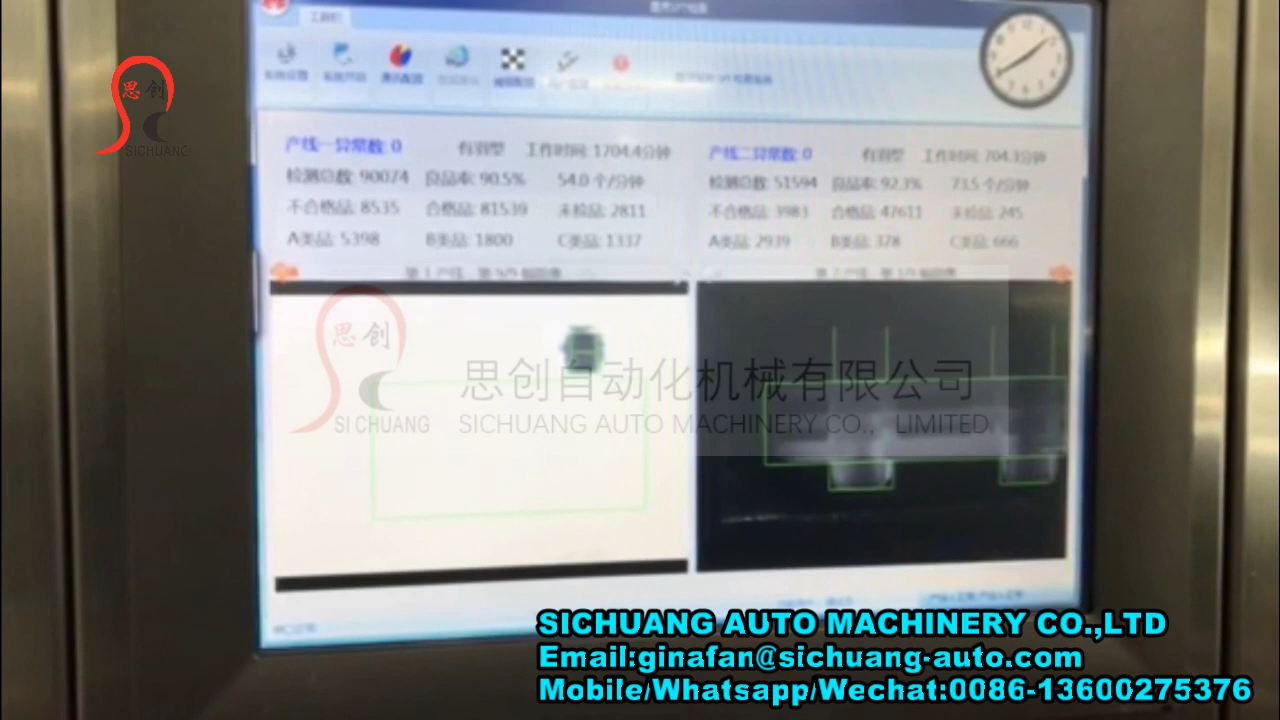 工具栏
思创
SICHUANG
产线一异常数: 0 有羽型 工作时间: 1704.4分钟
检测总数: 90074 良品率: 90.5% 54.0 个/分钟
不合格品: 8535 合格品: 81539 未检品: 2811
A类品: 5398 B类品: 1800 C类品: 1337
产线二异常数: 0 有羽型 工作时间: 704.3分钟
检测总数: 51594 良品率: 92.3% 73.5 个/分钟
不合格品: 3983 合格品: 47611 未检品: 245
A类品: 2939 B类品: 378 C类品: 666
思创
SICHUANG
思创自动化机械有限公司
SICHUANG AUTO MACHINERY CO., LIMITED
SICHUANG AUTO MACHINERY CO.,LTD
Email:ginafan@sichuang-auto.com
Mobile/Whatsapp/Wechat:0086-13600275376